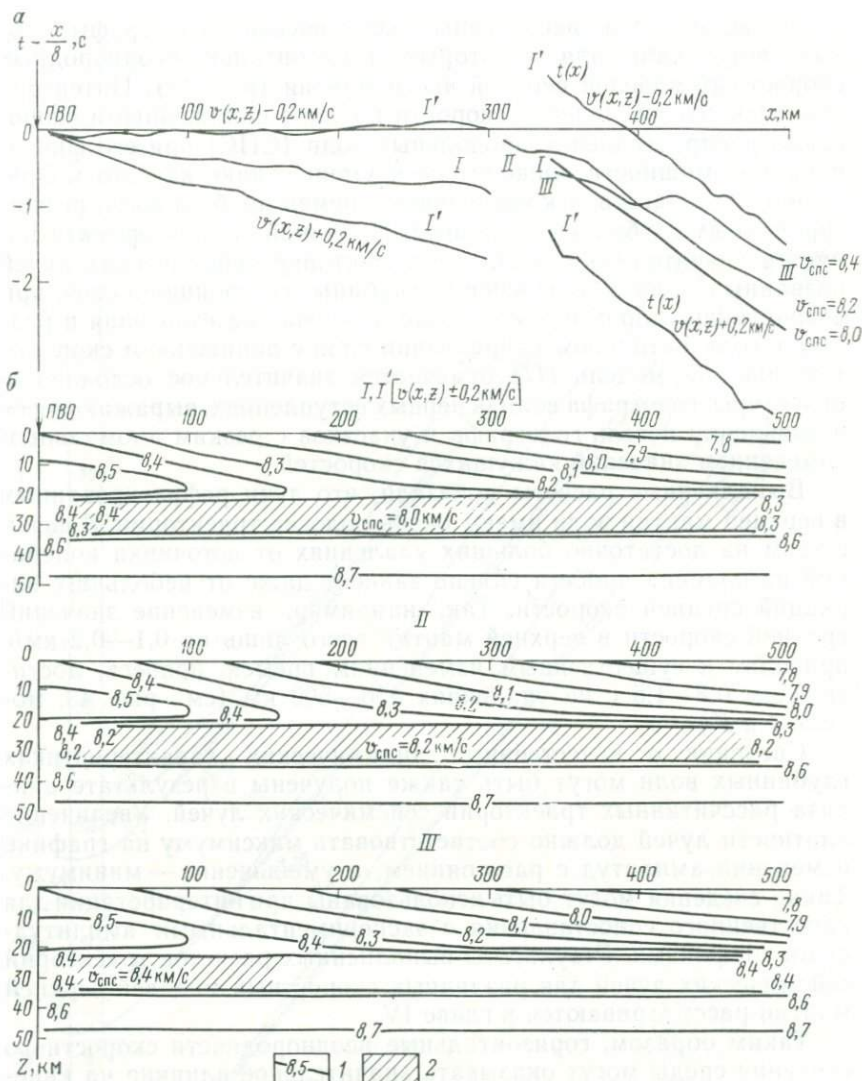 а
t − x/8, с
I' t(x)
I'
ПВО 100 v(x,z)−0,2 км/с 300 v(x,z)−0,2 км/с 400 x, км
0
I II I
III
−1
v(x,z)+0,2 км/с I' I'
III v_спс=8,4
−2 t(x) v_спс=8,2
v(x,z)+0,2 км/с v_спс=8,0
б
ПВО I, I' [v(x,z)±0,2 км/с]
0 100 200 300 400 500
10 8,5 8,4 8,3 8,2 8,1 8,0 7,9 7,8
20 8,3
30 8,4 8,4 8,3 v_спс=8,0 км/с 8,3
40 8,6 8,6
50 8,7
II
0 100 200 300 400 500
10 8,5 8,4 8,4 8,3 8,2 8,1 7,8 7,9
20 8,0 8,3
30 8,4 8,2 8,2 v_спс=8,2 км/с 8,2
40 8,6 8,6
50 8,7
III
0 100 200 300 400 500
10 8,5 8,4 8,3 8,2 8,1 8,0 7,8 7,9
20 8,3 8,4
30 8,4 v_спс=8,4 км/с 8,4
40 8,6 8,6
50 8,7 8,7
Z, км
8,5 1 2